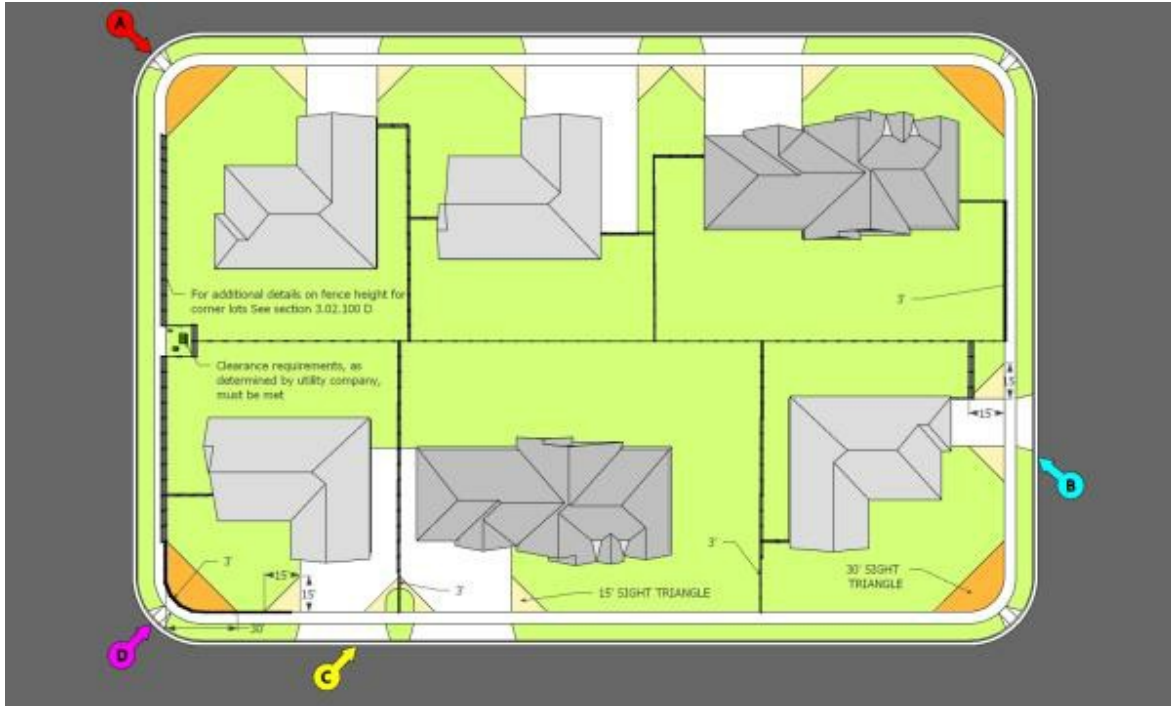 A
For additional details on fence height for
corner lots See section 3.02.100 D
3'
Clearance requirements, as
determined by utility company,
must be met
15'
15'
B
3'
15'
15'
3'
3'
15' SIGHT TRIANGLE
30' SIGHT
TRIANGLE
30'
D
C